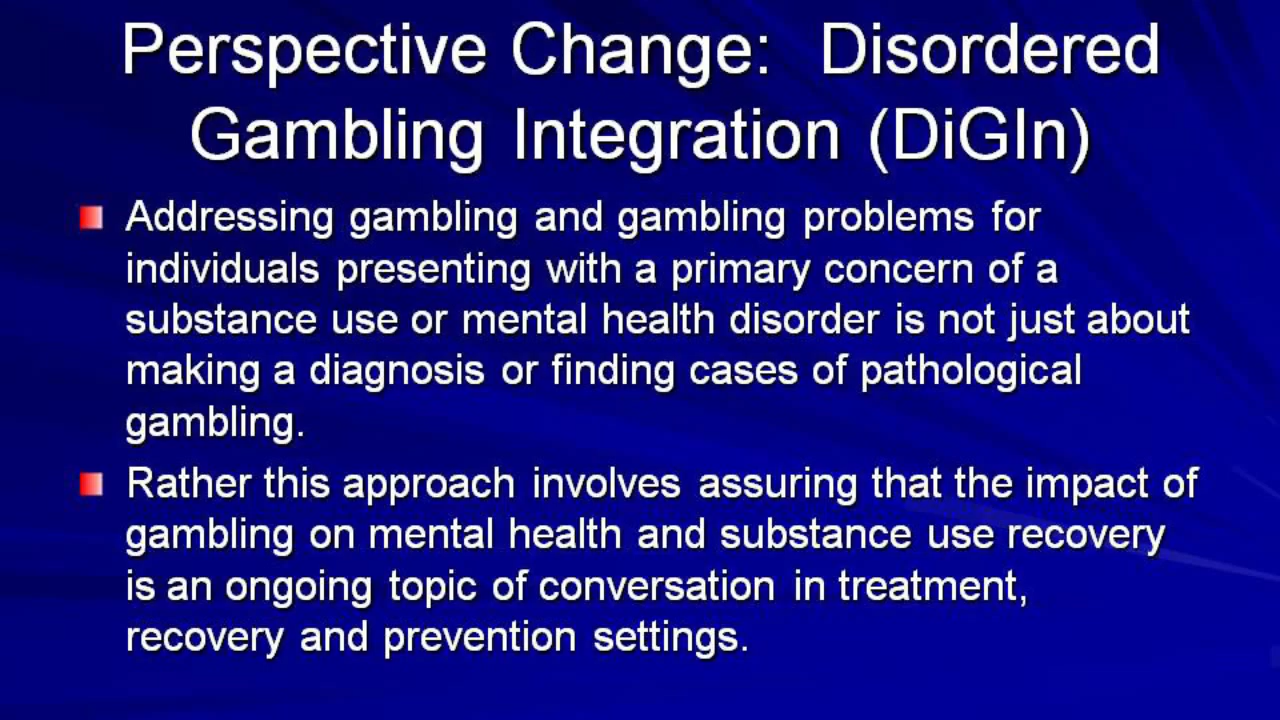 Perspective Change: Disordered
Gambling Integration (DiGIn)
Addressing gambling and gambling problems for
individuals presenting with a primary concern of a
substance use or mental health disorder is not just about
making a diagnosis or finding cases of pathological
gambling.
Rather this approach involves assuring that the impact of
gambling on mental health and substance use recovery
is an ongoing topic of conversation in treatment,
recovery and prevention settings.